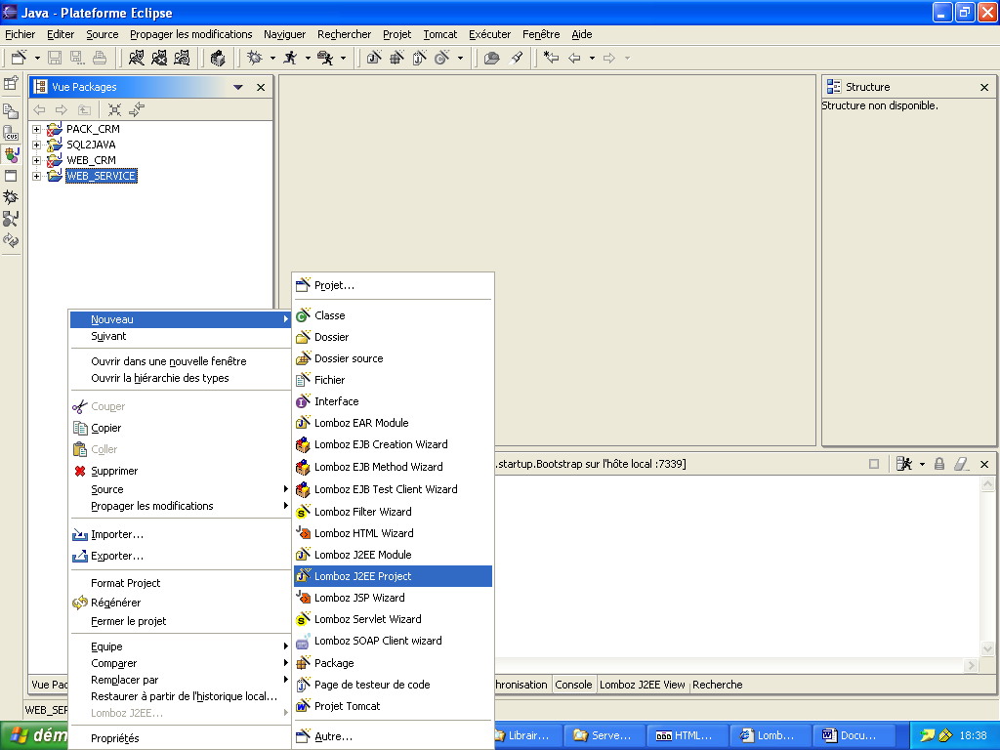 Java - Plateforme Eclipse
Fichier Editer Source Propager les modifications Naviguer Rechercher Projet Tomcat Exécuter Fenêtre Aide
Vue Packages
Structure
Structure non disponible.
PACK_CRM
SQL2JAVA
WEB_CRM
WEB_SERVICE
Nouveau
Suivant
Ouvrir dans une nouvelle fenêtre
Ouvrir la hiérarchie des types
Couper
Copier
Coller
Supprimer
Source
Propager les modifications
Importer...
Exporter...
Format Project
Régénérer
Fermer le projet
Equipe
Comparer
Remplacer par
Restaurer à partir de l'historique local...
Lomboz J2EE...
Propriétés
Projet...
Classe
Dossier
Dossier source
Fichier
Interface
Lomboz EAR Module
Lomboz EJB Creation Wizard
Lomboz EJB Method Wizard
Lomboz EJB Test Client Wizard
Lomboz Filter Wizard
Lomboz HTML Wizard
Lomboz J2EE Module
Lomboz J2EE Project
Lomboz JSP Wizard
Lomboz Servlet Wizard
Lomboz SOAP Client wizard
Package
Page de testeur de code
Projet Tomcat
Autre...
.startup.Bootstrap sur l'hôte local :7339]
Vue Pac
hronisation Console Lomboz J2EE View Recherche
WEB_SER
dém
Librair... Serve... HTML... Lomb... Docu... 18:38